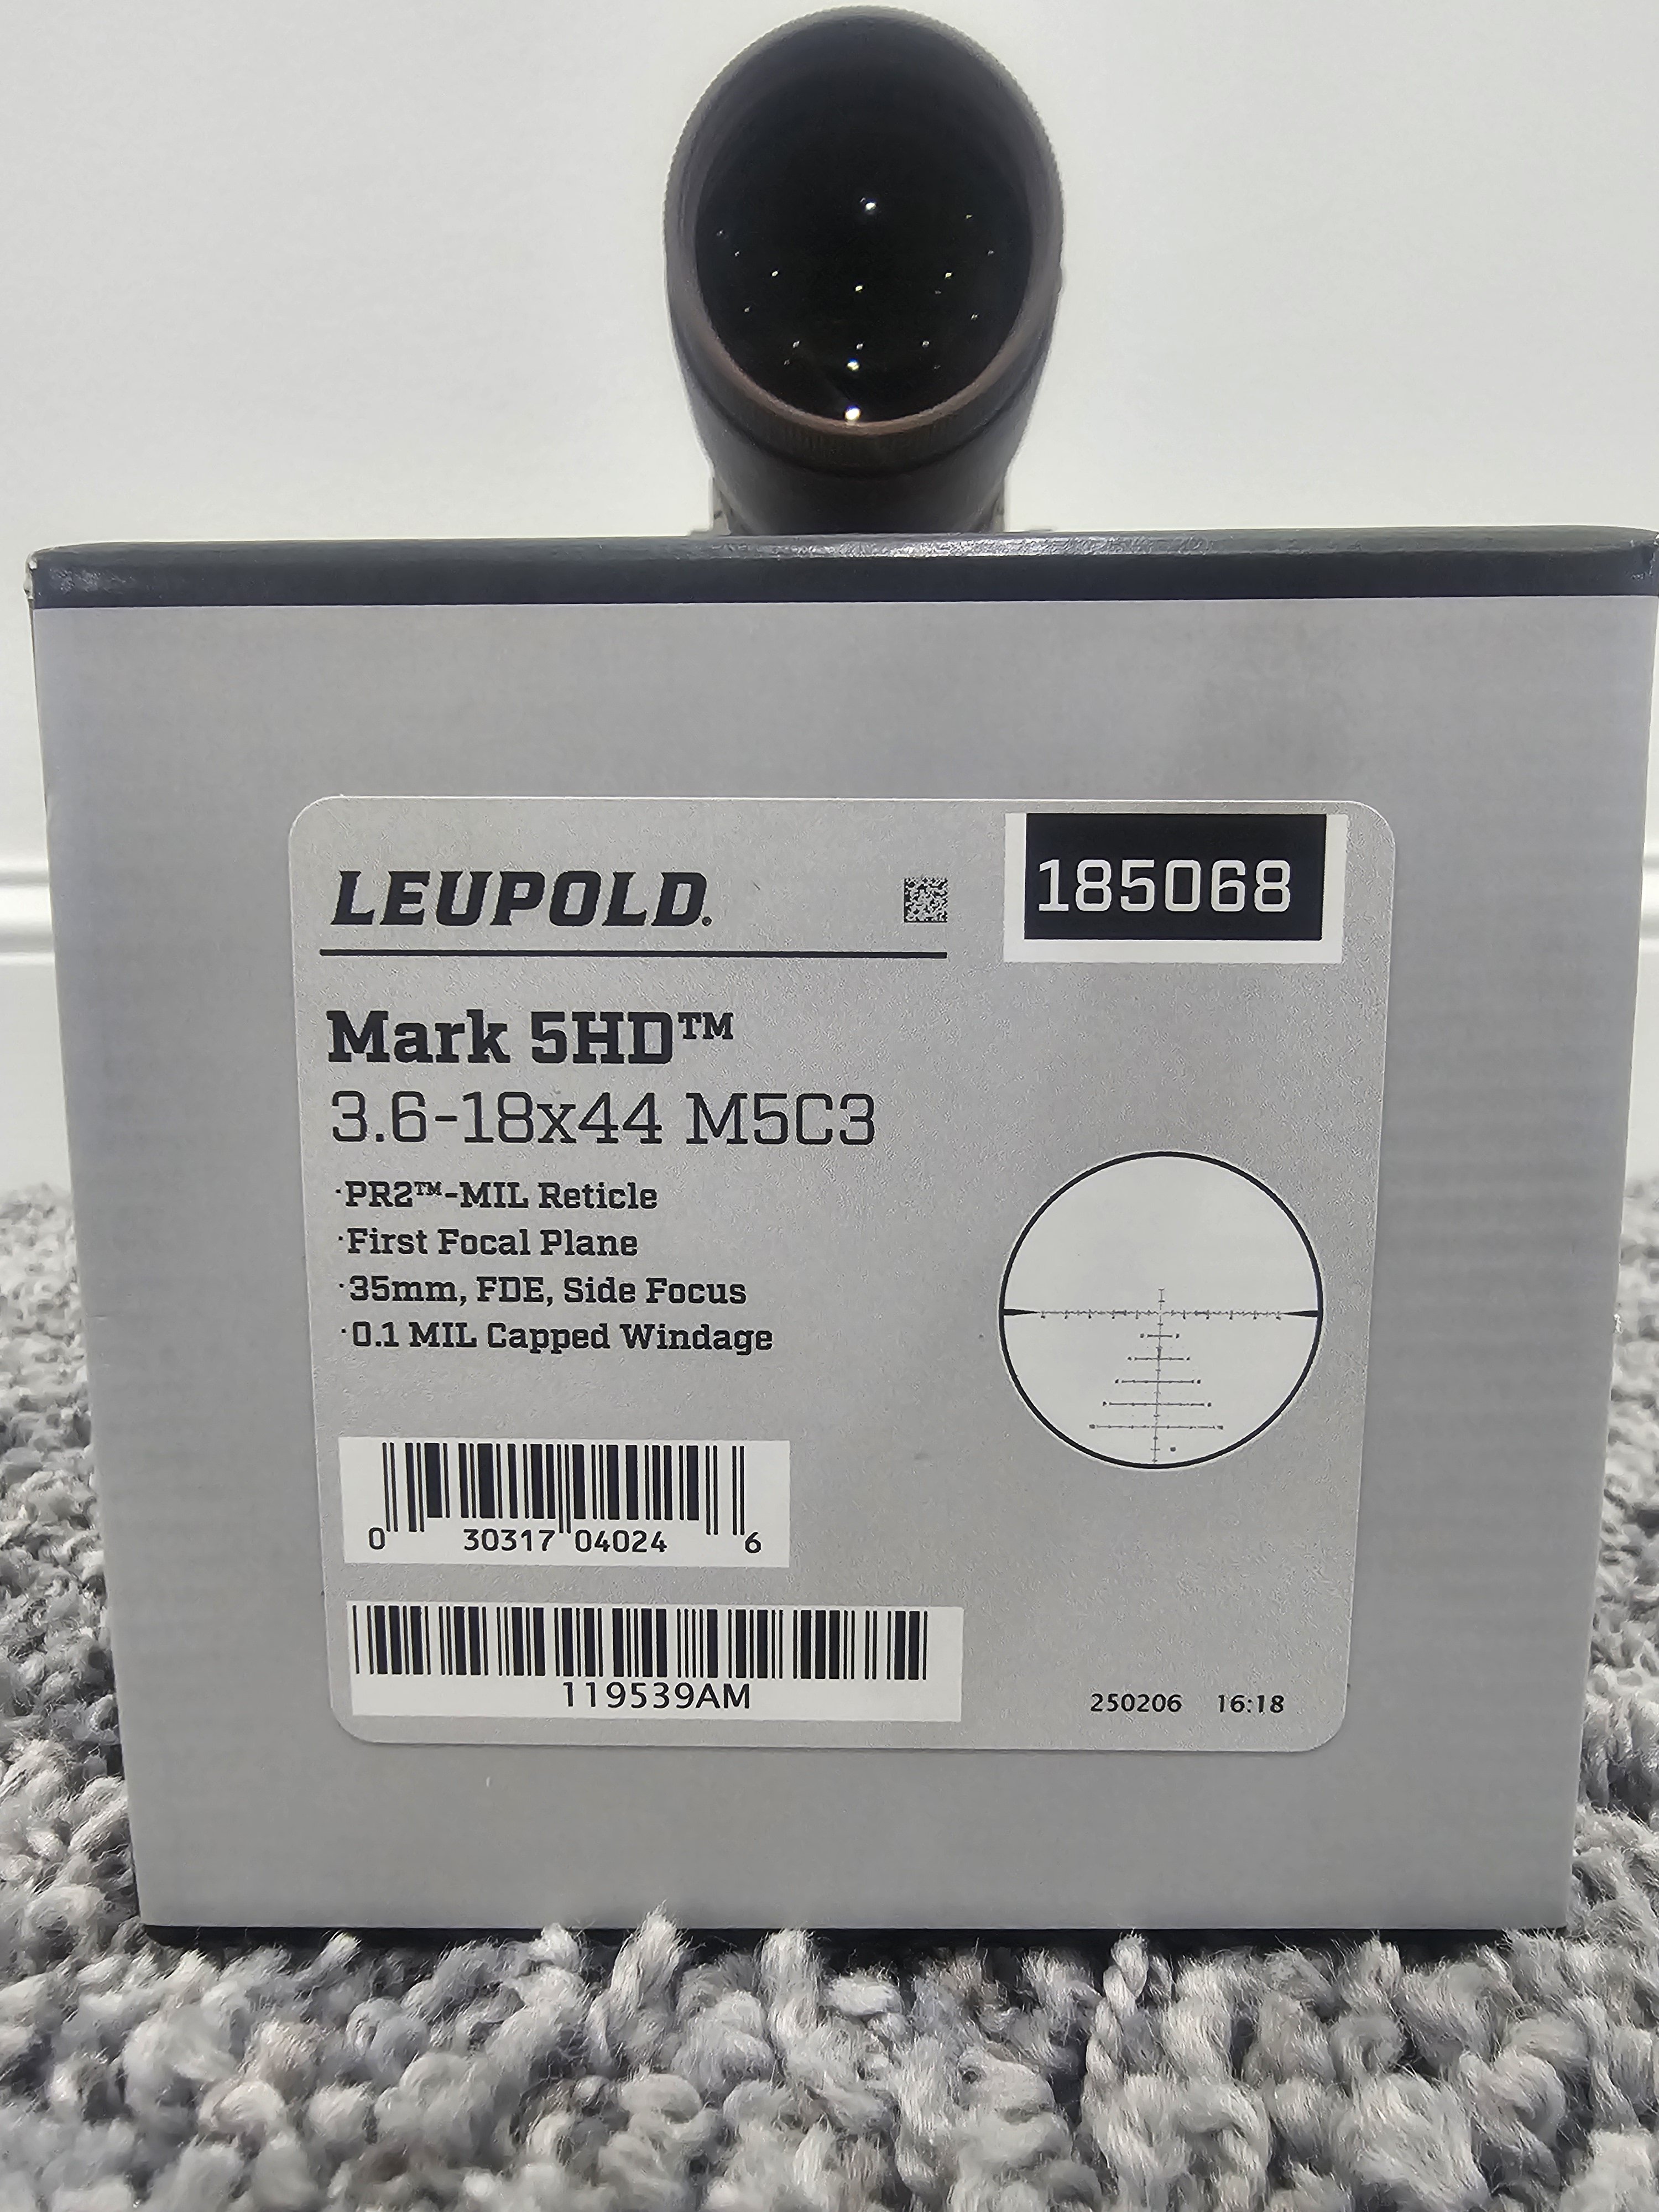 LEUPOLD®
185068
Mark 5HD™
3.6-18x44 M5C3
·PR2™-MIL Reticle
·First Focal Plane
·35mm, FDE, Side Focus
·0.1 MIL Capped Windage
0 30317 04024 6
119539AM
250206 16:18